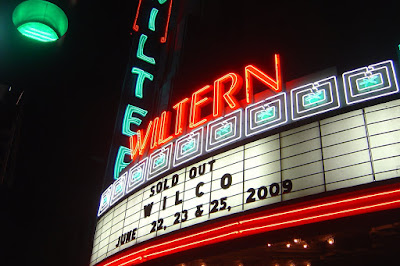 WILTERN
WILTERN
SOLD OUT
WILCO
JUNE 22, 23 & 25, 2009